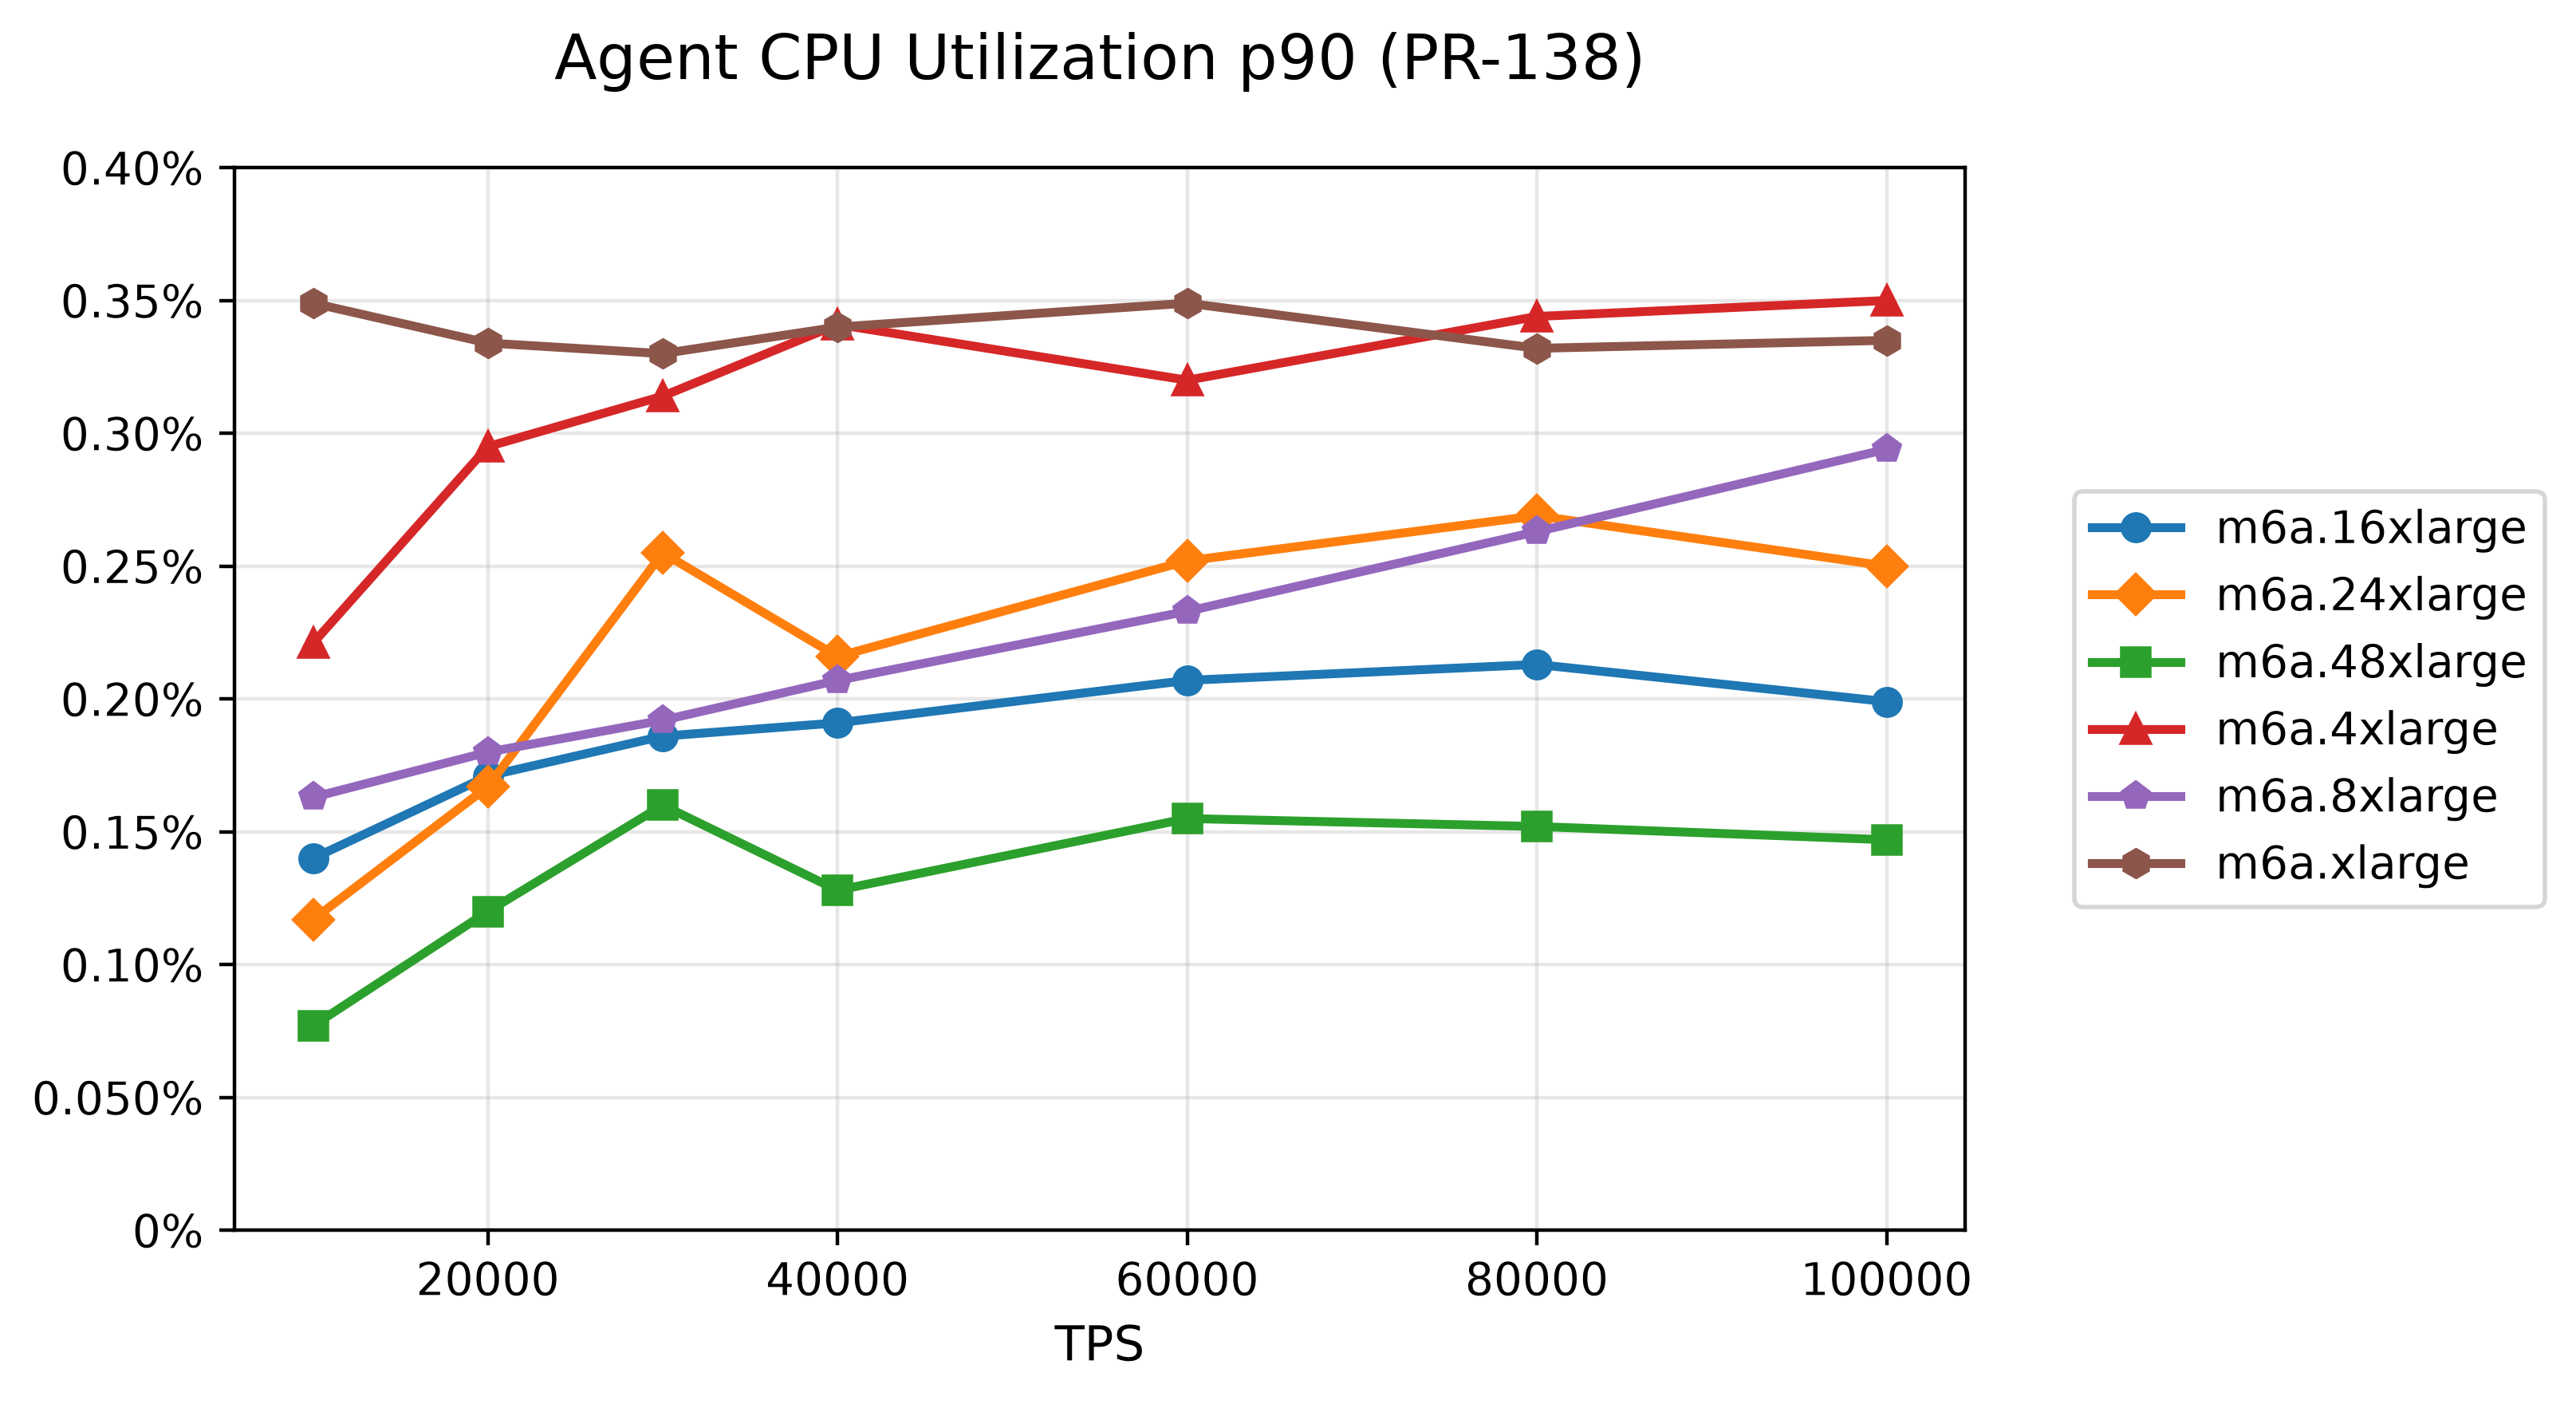 Agent CPU Utilization p90 (PR-138)
0.40%
0.35%
0.30%
0.25%
0.20%
0.15%
0.10%
0.050%
0%
20000 40000 60000 80000 100000
TPS
m6a.16xlarge
m6a.24xlarge
m6a.48xlarge
m6a.4xlarge
m6a.8xlarge
m6a.xlarge